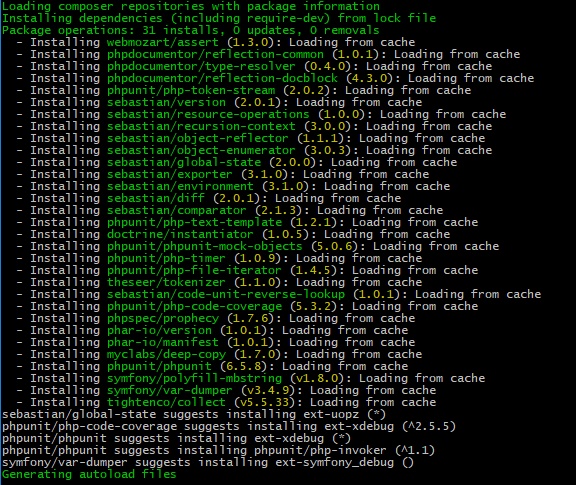 Loading composer repositories with package information
Installing dependencies (including require-dev) from lock file
Package operations: 31 installs, 0 updates, 0 removals
- Installing webmozart/assert (1.3.0): Loading from cache
- Installing phpdocumentor/reflection-common (1.0.1): Loading from cache
- Installing phpdocumentor/type-resolver (0.4.0): Loading from cache
- Installing phpdocumentor/reflection-docblock (4.3.0): Loading from cache
- Installing phpunit/php-token-stream (2.0.2): Loading from cache
- Installing sebastian/version (2.0.1): Loading from cache
- Installing sebastian/resource-operations (1.0.0): Loading from cache
- Installing sebastian/recursion-context (3.0.0): Loading from cache
- Installing sebastian/object-reflector (1.1.1): Loading from cache
- Installing sebastian/object-enumerator (3.0.3): Loading from cache
- Installing sebastian/global-state (2.0.0): Loading from cache
- Installing sebastian/exporter (3.1.0): Loading from cache
- Installing sebastian/environment (3.1.0): Loading from cache
- Installing sebastian/diff (2.0.1): Loading from cache
- Installing sebastian/comparator (2.1.3): Loading from cache
- Installing phpunit/php-text-template (1.2.1): Loading from cache
- Installing doctrine/instantiator (1.0.5): Loading from cache
- Installing phpunit/phpunit-mock-objects (5.0.6): Loading from cache
- Installing phpunit/php-timer (1.0.9): Loading from cache
- Installing phpunit/php-file-iterator (1.4.5): Loading from cache
- Installing theseer/tokenizer (1.1.0): Loading from cache
- Installing sebastian/code-unit-reverse-lookup (1.0.1): Loading from cache
- Installing phpunit/php-code-coverage (5.3.2): Loading from cache
- Installing phpspec/prophecy (1.7.6): Loading from cache
- Installing phar-io/version (1.0.1): Loading from cache
- Installing phar-io/manifest (1.0.1): Loading from cache
- Installing myclabs/deep-copy (1.7.0): Loading from cache
- Installing phpunit/phpunit (6.5.8): Loading from cache
- Installing symfony/polyfill-mbstring (v1.8.0): Loading from cache
- Installing symfony/var-dumper (v3.4.9): Loading from cache
- Installing tightenco/collect (v5.5.33): Loading from cache
sebastian/global-state suggests installing ext-uopz (*)
phpunit/php-code-coverage suggests installing ext-xdebug (^2.5.5)
phpunit/phpunit suggests installing ext-xdebug (*)
phpunit/phpunit suggests installing phpunit/php-invoker (^1.1)
symfony/var-dumper suggests installing ext-symfony_debug ()
Generating autoload files